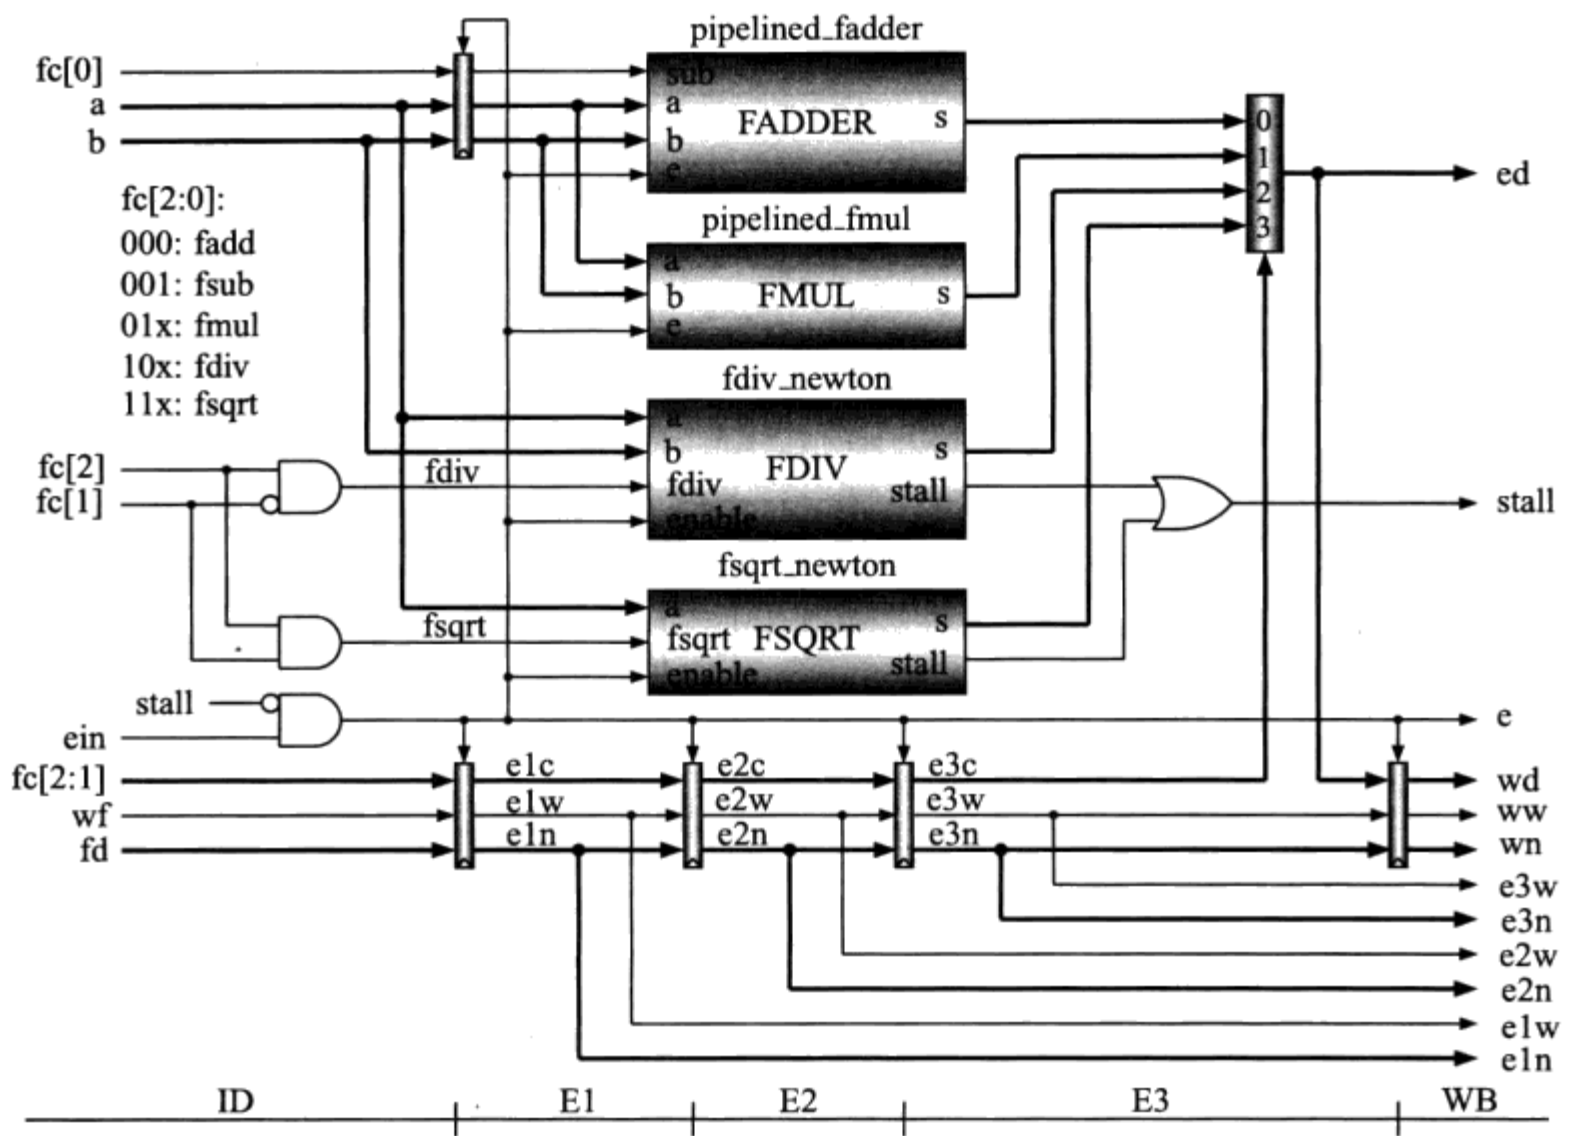 pipelined_fadder
fc[0]
sub
a
a
b
b
FADDER
s
e
0
1
2
3
ed
fc[2:0]:
000: fadd
001: fsub
01x: fmul
10x: fdiv
11x: fsqrt
pipelined_fmul
a
b
FMUL
s
e
fdiv_newton
a
b
s
FDIV
fc[2]
fdiv
fdiv
stall
fc[1]
enable
stall
fsqrt_newton
a
s
fsqrt
fsqrt
FSQRT
stall
enable
stall
ein
e
fc[2:1]
e1c
e2c
e3c
wd
wf
e1w
e2w
e3w
ww
fd
e1n
e2n
e3n
wn
e3w
e3n
e2w
e2n
e1w
e1n
ID
E1
E2
E3
WB